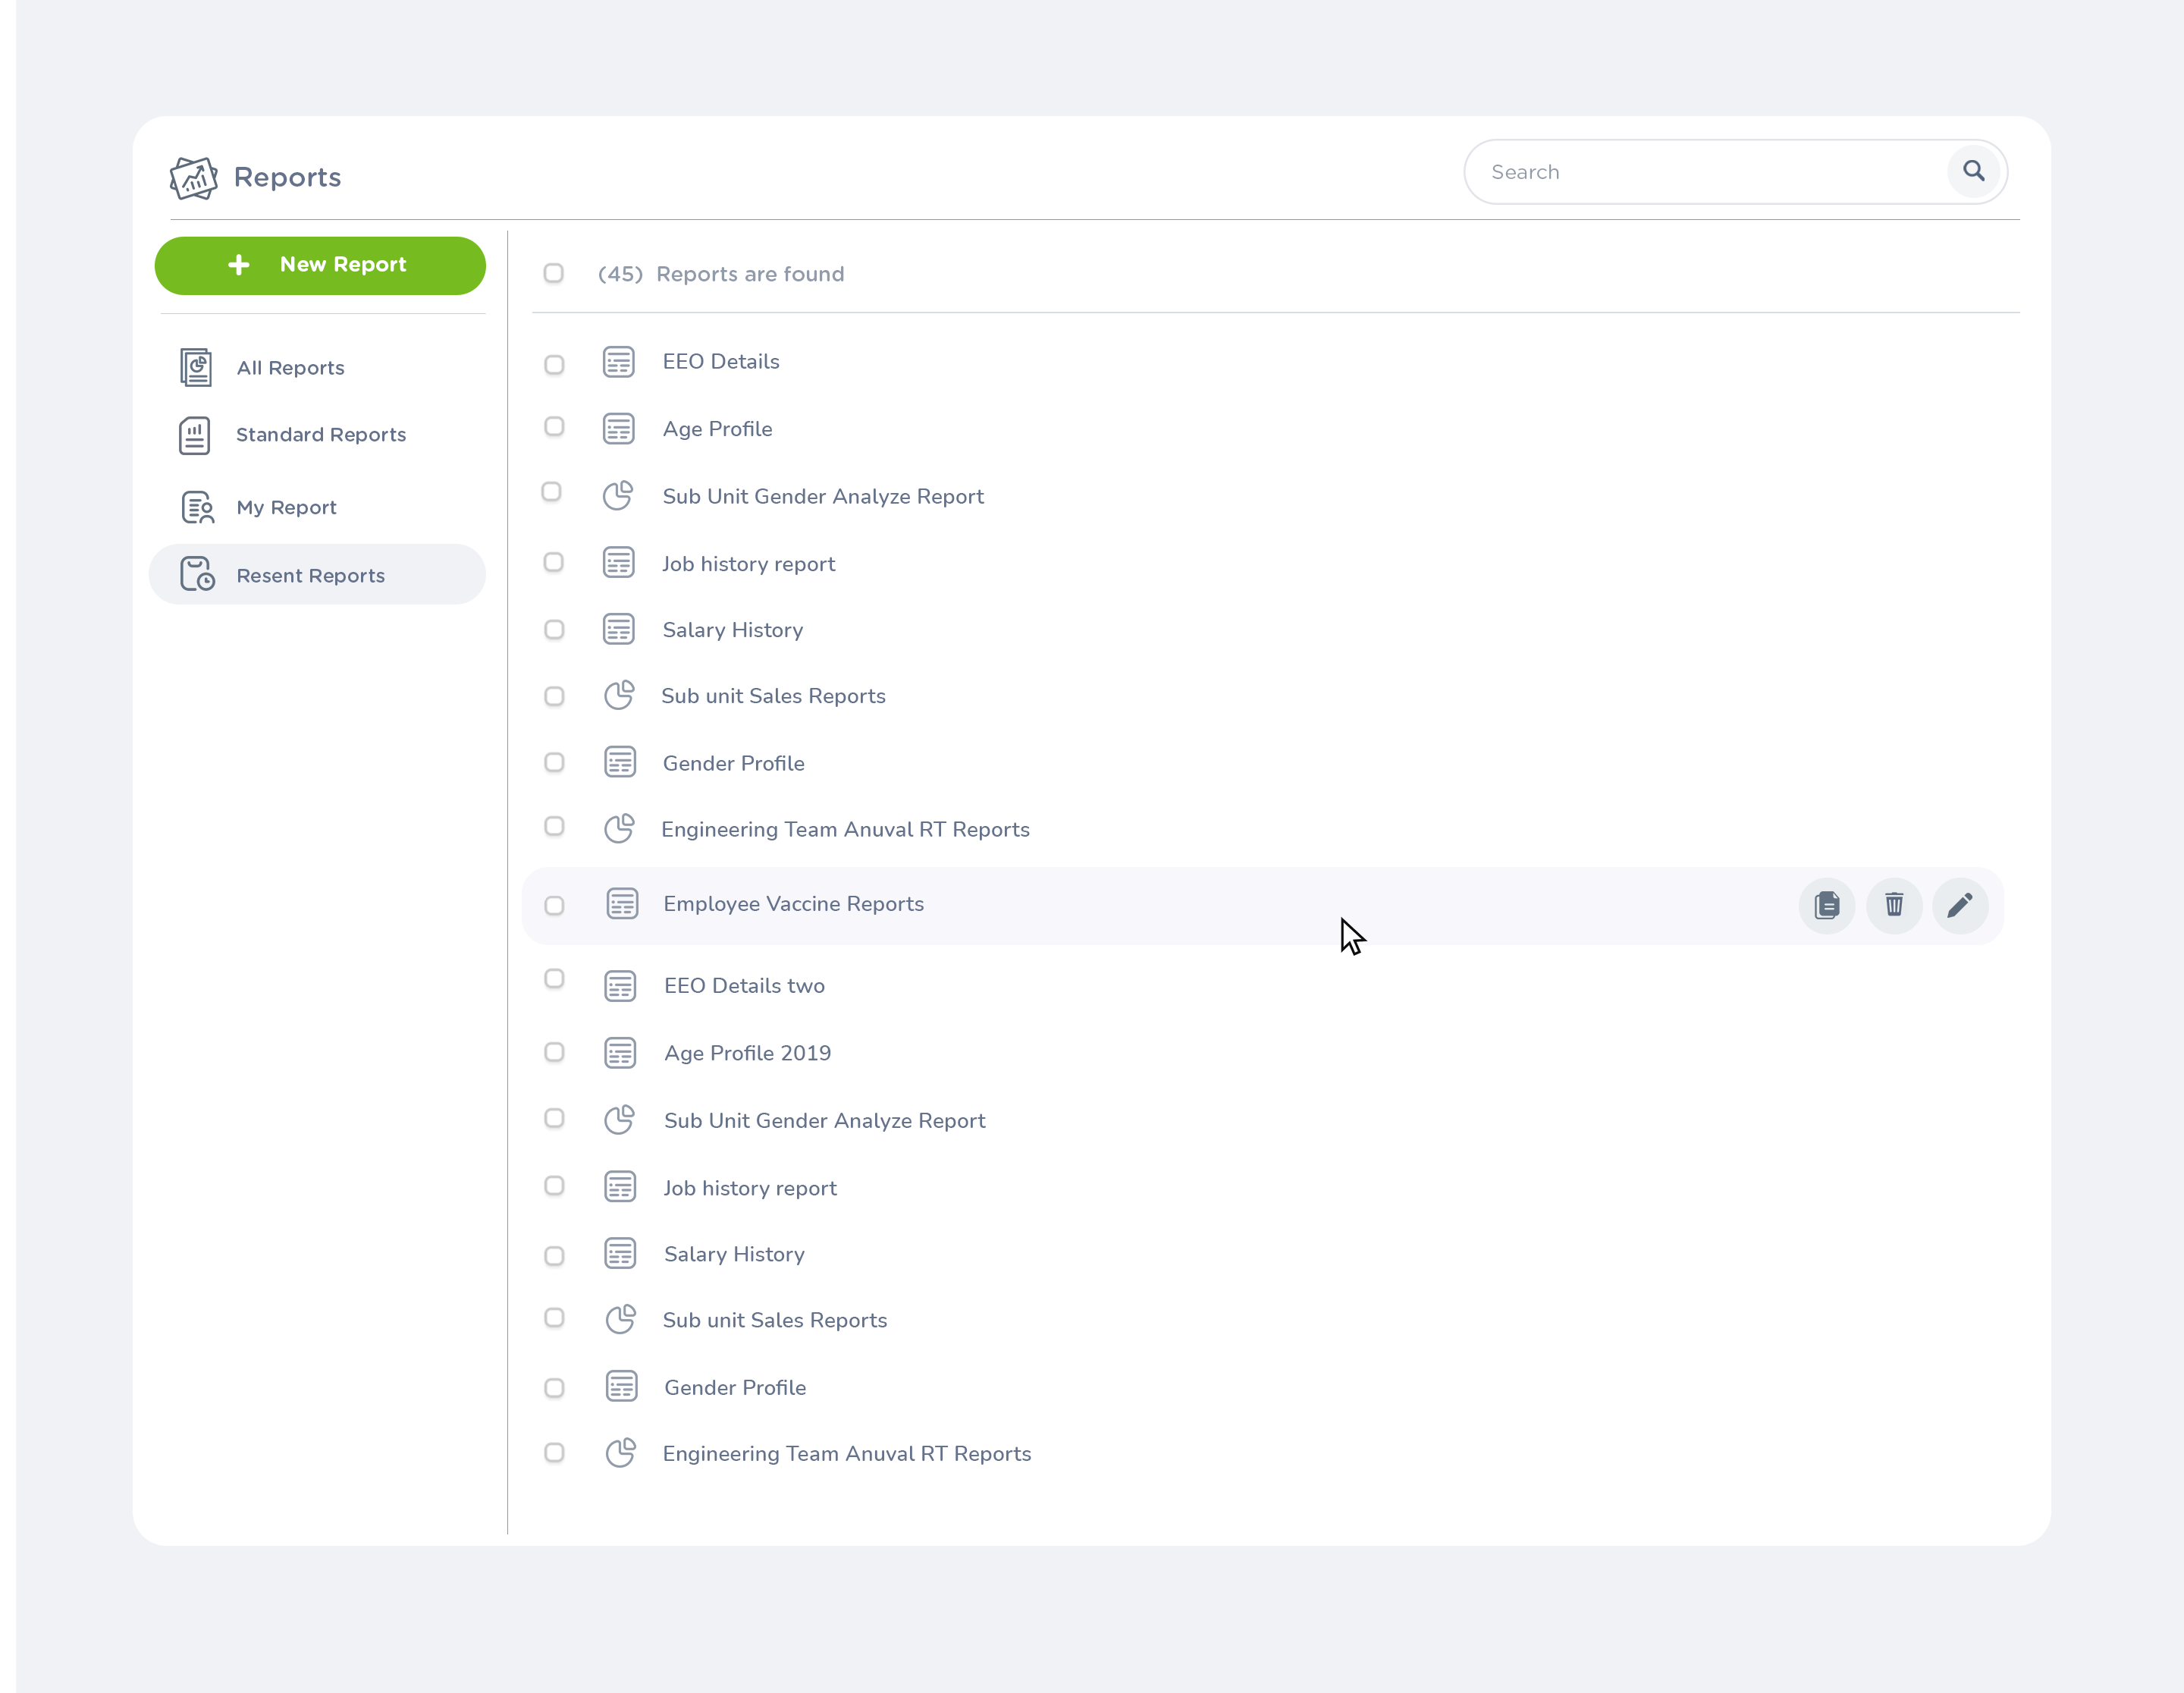 Reports
Search
New Report
(45) Reports are found
All Reports
Standard Reports
My Report
Resent Reports
EEO Details
Age Profile
Sub Unit Gender Analyze Report
Job history report
Salary History
Sub unit Sales Reports
Gender Profile
Engineering Team Anuval RT Reports
Employee Vaccine Reports
EEO Details two
Age Profile 2019
Sub Unit Gender Analyze Report
Job history report
Salary History
Sub unit Sales Reports
Gender Profile
Engineering Team Anuval RT Reports